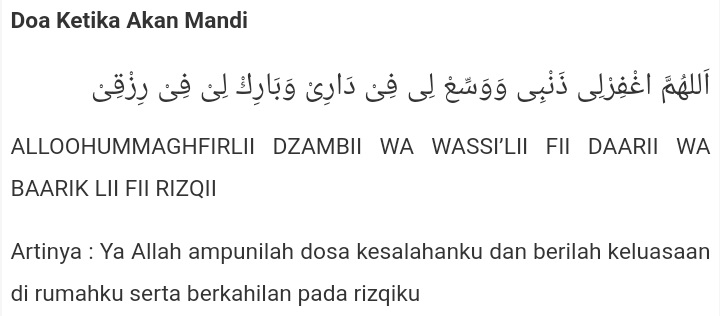 Doa Ketika Akan Mandi
اَللهُمَّ اغْفِرْلِى ذَنْبِى وَوَسِّعْ لِى فِىْ دَارِىْ وَبَارِكْ لِىْ فِىْ رِزْقِىْ
ALLOOHUMMAGHFIRLII DZAMBII WA WASSI’LII FII DAARII WA
BAARIK LII FII RIZQII
Artinya : Ya Allah ampunilah dosa kesalahanku dan berilah keluasaan
di rumahku serta berkahilan pada rizqiku